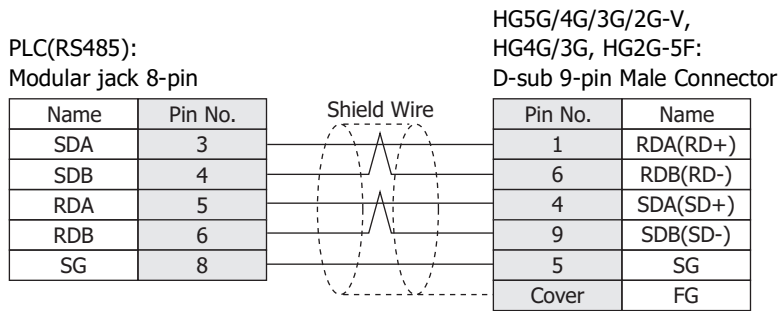 HG5G/4G/3G/2G-V,
PLC(RS485): HG4G/3G, HG2G-5F:
Modular jack 8-pin D-sub 9-pin Male Connector
Name Pin No. Shield Wire Pin No. Name
SDA 3 1 RDA(RD+)
SDB 4 6 RDB(RD-)
RDA 5 4 SDA(SD+)
RDB 6 9 SDB(SD-)
SG 8 5 SG
Cover FG